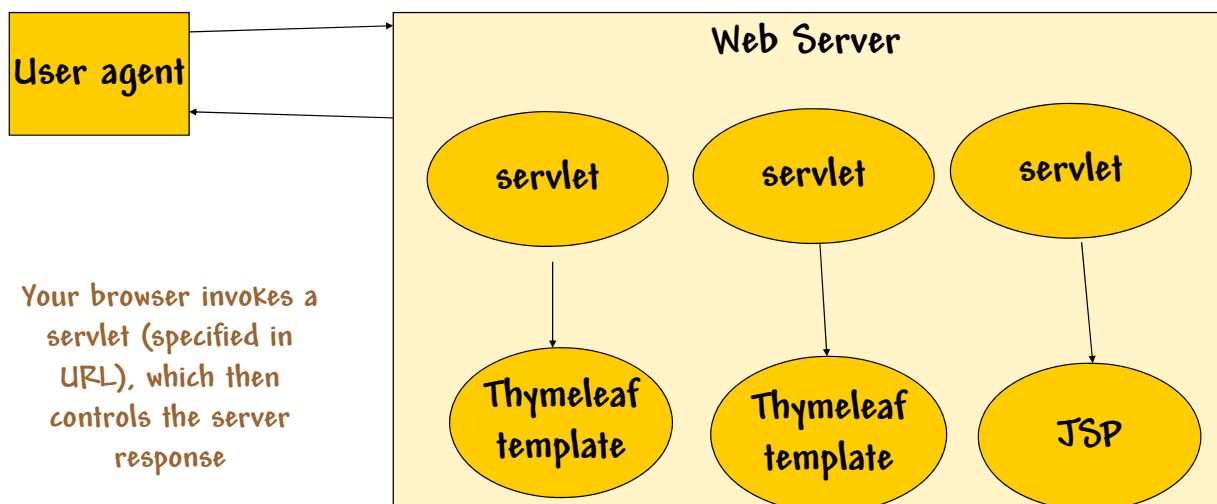 User agent
Web Server
servlet
servlet
servlet
Your browser invokes a
servlet (specified in
URL), which then
controls the server
response
Thymeleaf
template
Thymeleaf
template
JSP